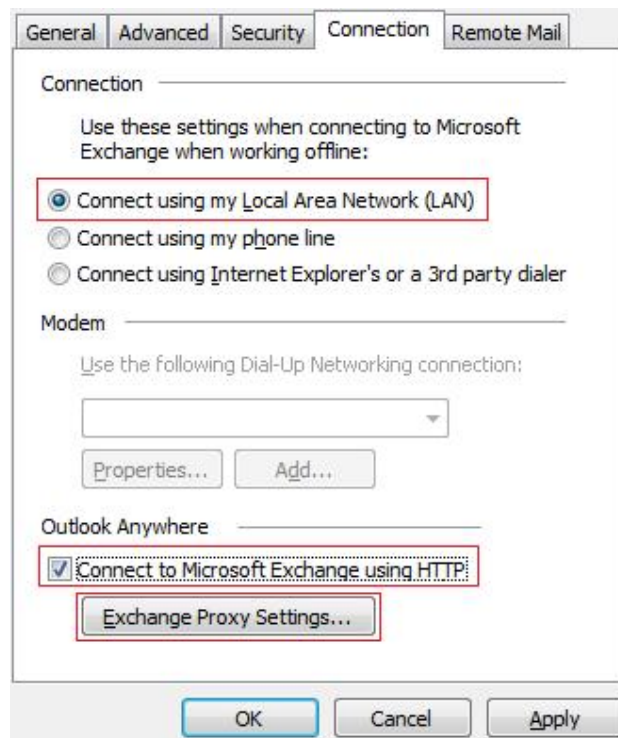 General Advanced Security Connection Remote Mail
Connection
Use these settings when connecting to Microsoft
Exchange when working offline:
Connect using my Local Area Network (LAN)
Connect using my phone line
Connect using Internet Explorer's or a 3rd party dialer
Modem
Use the following Dial-Up Networking connection:
Properties... Add...
Outlook Anywhere
Connect to Microsoft Exchange using HTTP
Exchange Proxy Settings...
OK Cancel Apply